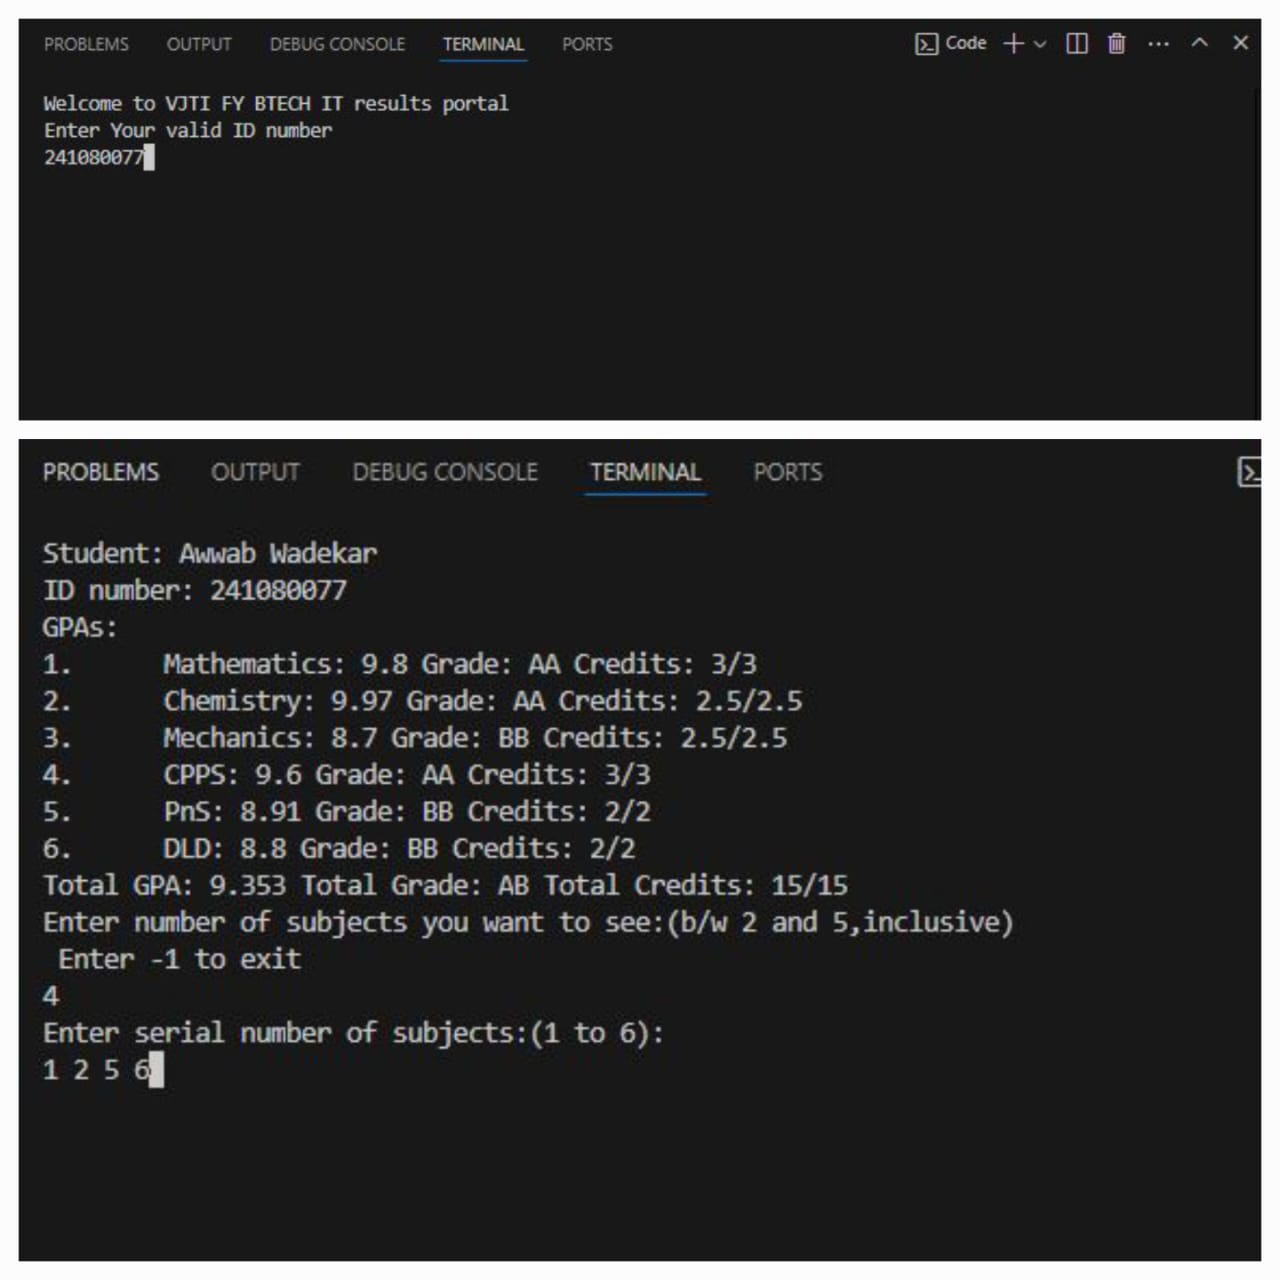 PROBLEMS OUTPUT DEBUG CONSOLE TERMINAL PORTS Code
Welcome to VJTI FY BTECH IT results portal
Enter Your valid ID number
241080077
PROBLEMS OUTPUT DEBUG CONSOLE TERMINAL PORTS
Student: Awwab Wadekar
ID number: 241080077
GPAs:
1. Mathematics: 9.8 Grade: AA Credits: 3/3
2. Chemistry: 9.97 Grade: AA Credits: 2.5/2.5
3. Mechanics: 8.7 Grade: BB Credits: 2.5/2.5
4. CPPS: 9.6 Grade: AA Credits: 3/3
5. PnS: 8.91 Grade: BB Credits: 2/2
6. DLD: 8.8 Grade: BB Credits: 2/2
Total GPA: 9.353 Total Grade: AB Total Credits: 15/15
Enter number of subjects you want to see:(b/w 2 and 5,inclusive)
Enter -1 to exit
4
Enter serial number of subjects:(1 to 6):
1 2 5 6